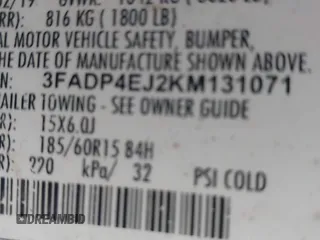 816 KG (1800 LB)
AL MOTOR VEHICLE SAFETY, BUMPER,
THE DATE OF MANUFACTURE SHOWN ABOVE.
N: 3FADP4EJ2KM131071
AILER TOWING - SEE OWNER GUIDE
R): 15X6.0J
R): 185/60R15 84H
R): 220 kPa/ 32 PSI COLD
DREAMBID